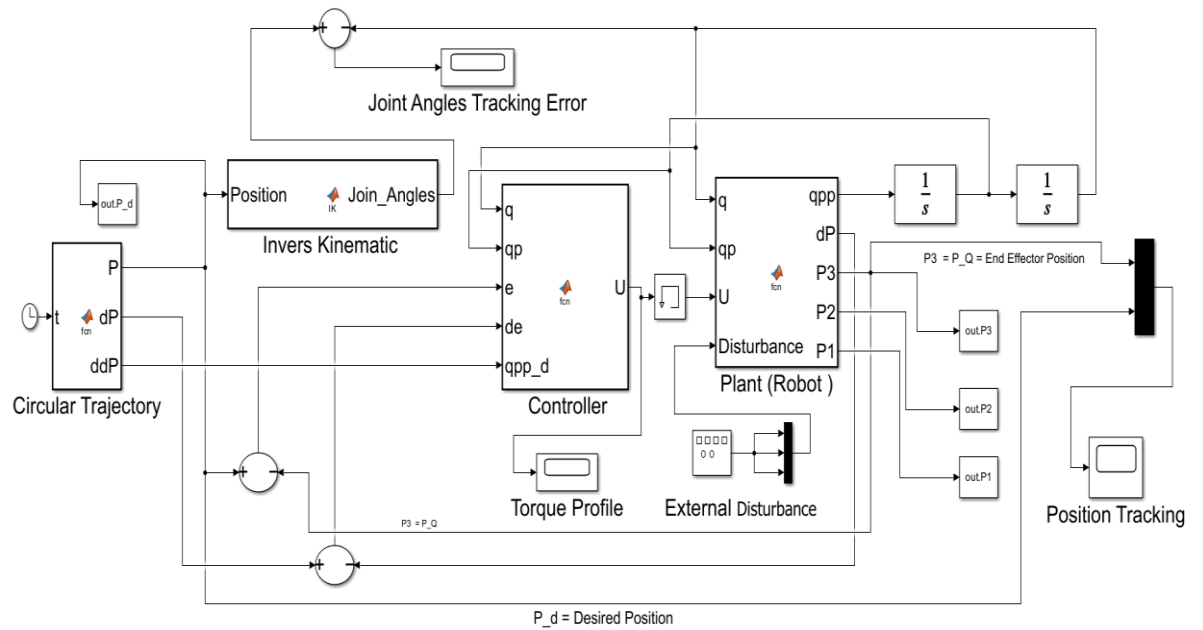 Joint Angles Tracking Error
Position
IK
Join_Angles
Invers Kinematic
out.P_d
t
fcn
P
dP
ddP
Circular Trajectory
q
qp
e
de
qpp_d
fcn
U
Controller
q
qp
U
Disturbance
fcn
qpp
dP
P3
P2
P1
Plant (Robot )
1
s
1
s
P3 = P_Q = End Effector Position
out.P3
out.P2
out.P1
Torque Profile
External Disturbance
Position Tracking
P3 = P_Q
P_d = Desired Position